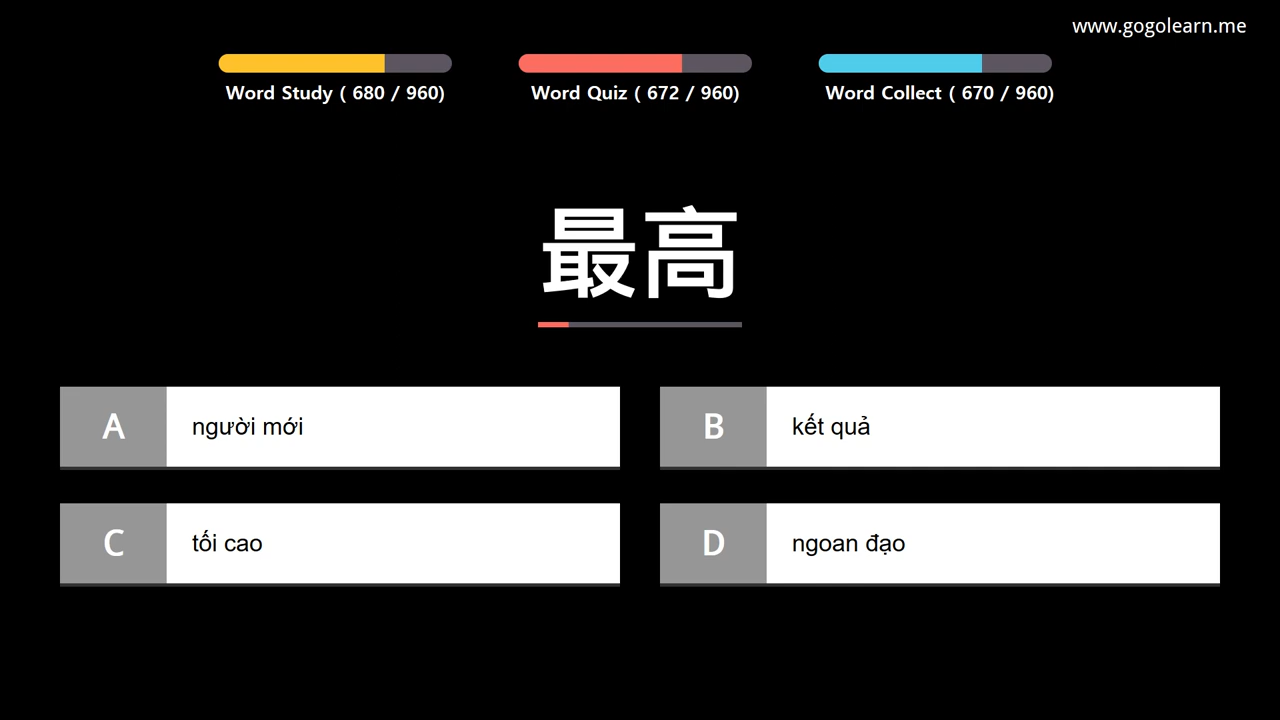 www.gogolearn.me
Word Study ( 680 / 960)
Word Quiz ( 672 / 960)
Word Collect ( 670 / 960)
最高
A người mới
B kết quả
C tối cao
D ngoan đạo